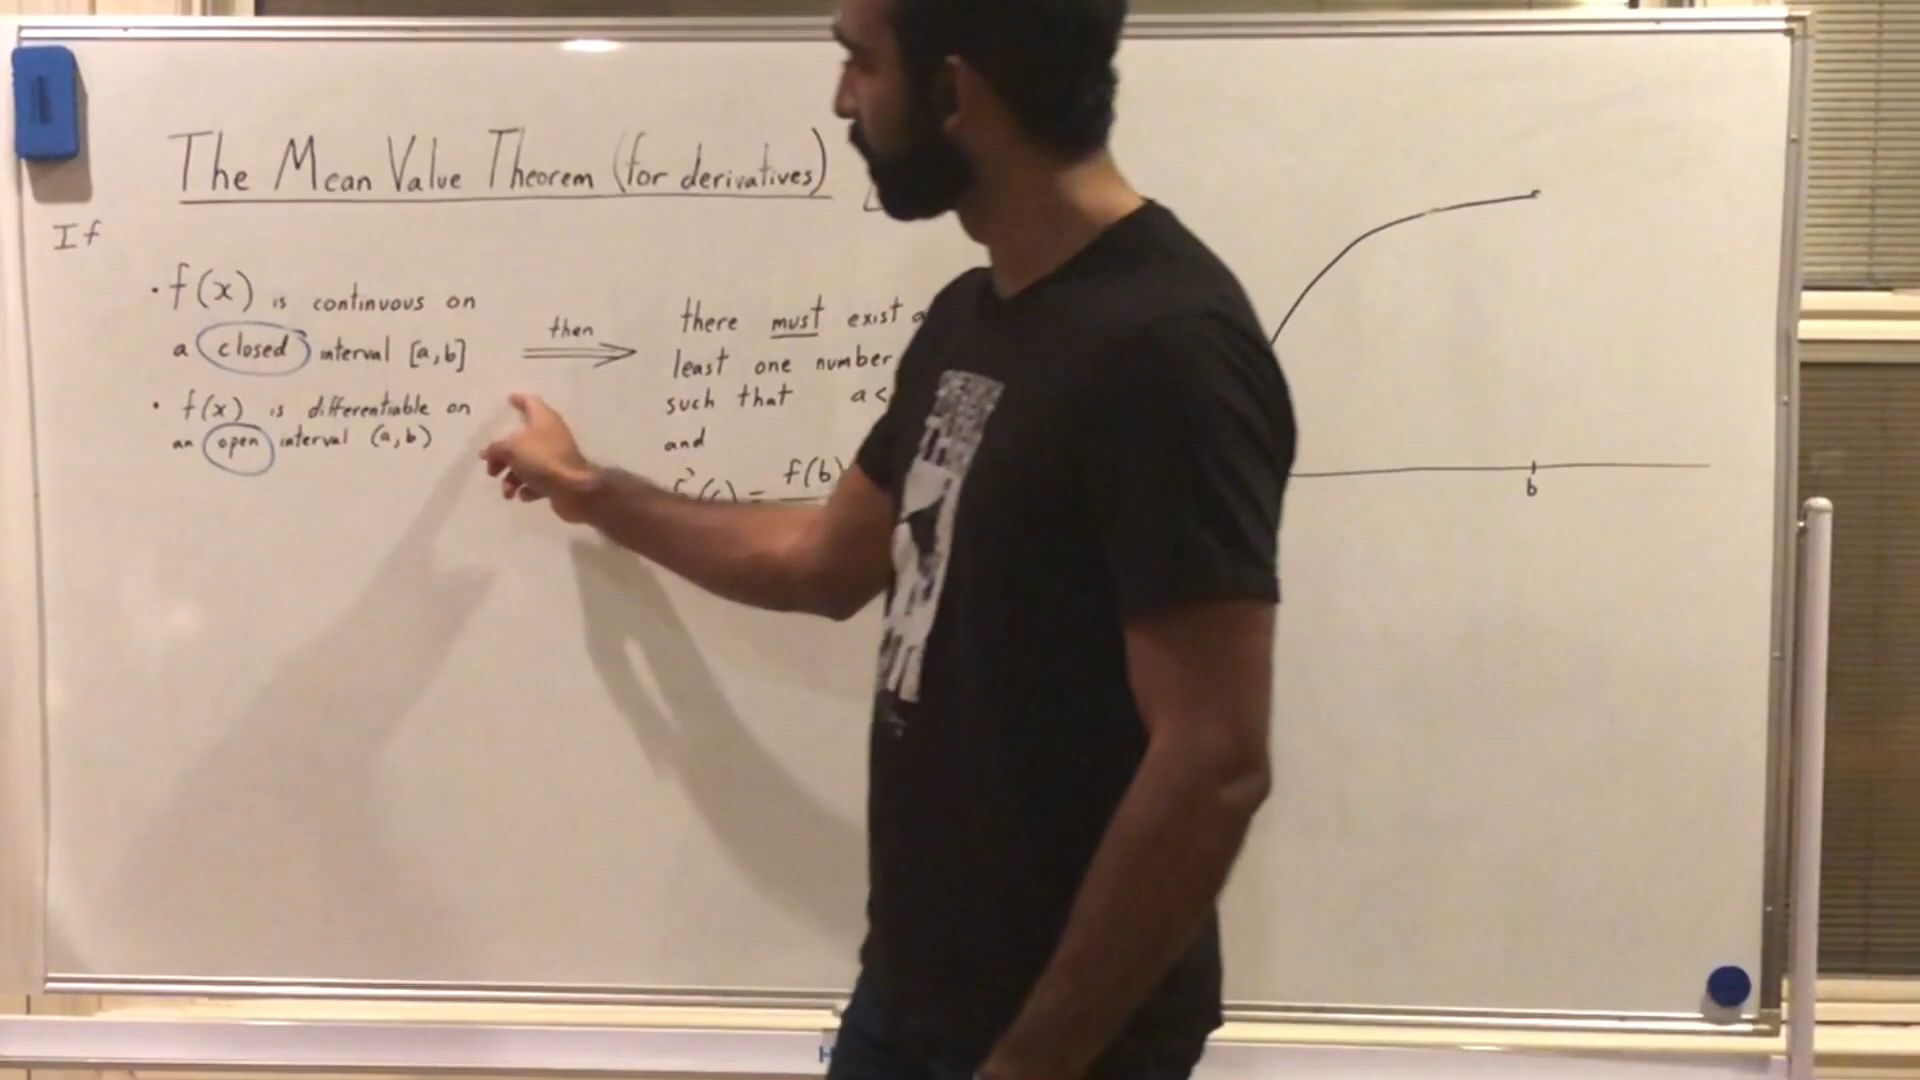 The Mean Value Theorem (for derivatives)
If
• f(x) is continuous on
a closed interval [a,b]
• f(x) is differentiable on
an open interval (a,b)
then
there must exist
least one number
such that a<
and
f'(c) = f(b)
b
H